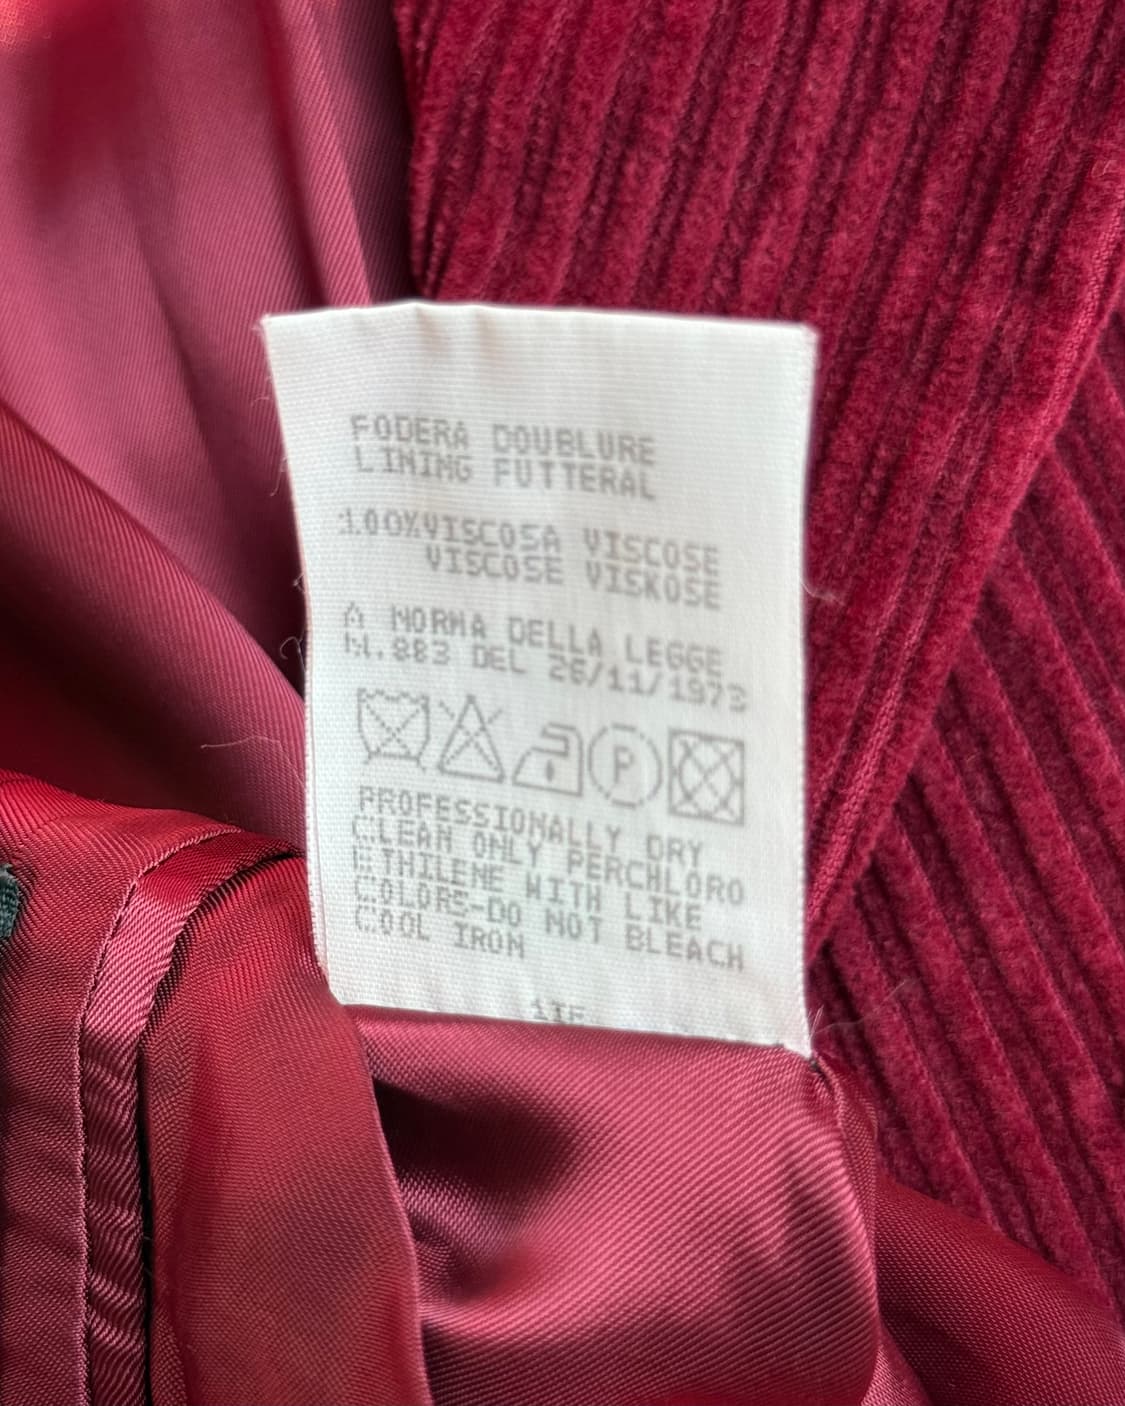 FODERA DOUBLURE
LINING FUTTERAL
100%VISCOSA VISCOSE
VISCOSE VISKOSE
A NORMA DELLA LEGGE
N.883 DEL 26/11/1973
P
PROFESSIONALLY DRY
CLEAN ONLY PERCHLORO
ETHILENE WITH LIKE
COLORS-DO NOT BLEACH
COOL IRON